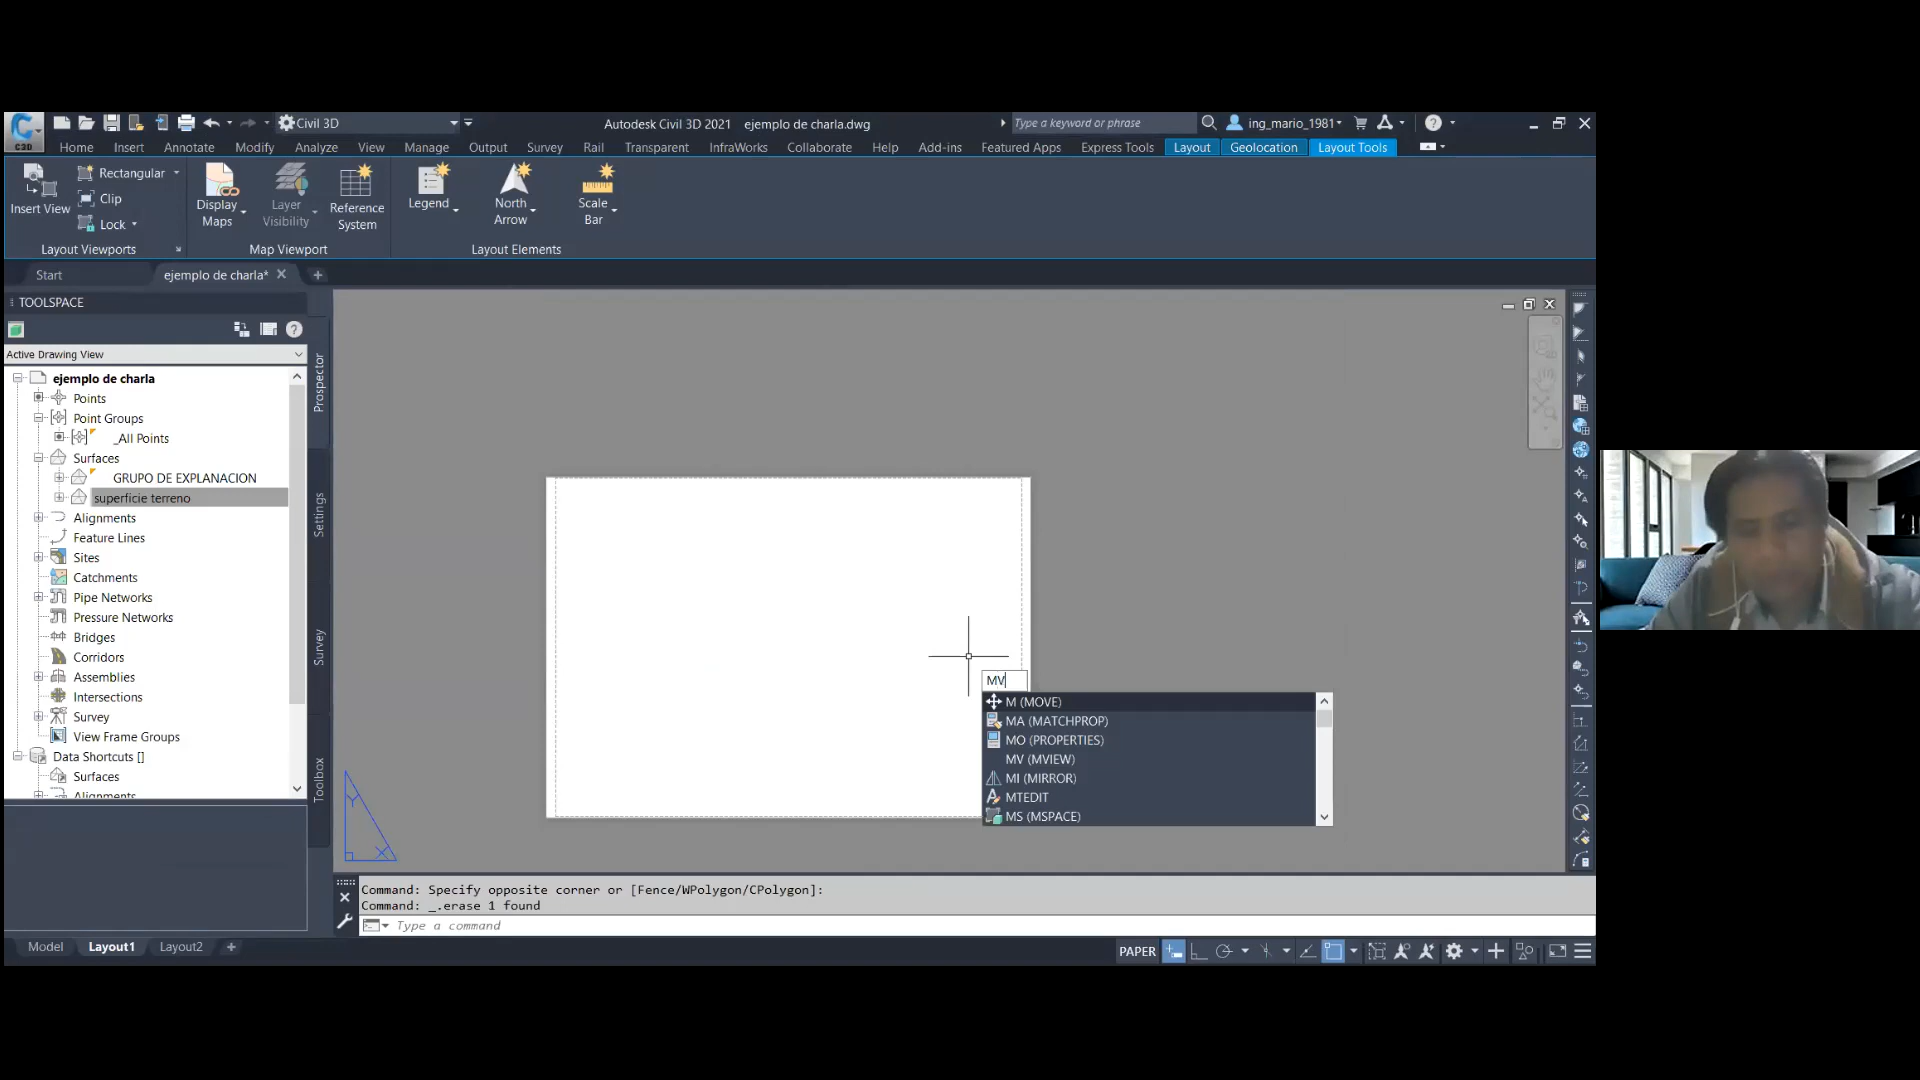 Civil 3D
Autodesk Civil 3D 2021 ejemplo de charla.dwg
Type a keyword or phrase
ing_mario_1981
C3D
Home Insert Annotate Modify Analyze View Manage Output Survey Rail Transparent InfraWorks Collaborate Help Add-ins Featured Apps Express Tools Layout Geolocation Layout Tools
Insert View
Rectangular
Clip
Lock
Layout Viewports
Display Maps
Layer Visibility
Reference System
Map Viewport
Legend
North Arrow
Scale Bar
Layout Elements
Start
ejemplo de charla*
TOOLSPACE
Active Drawing View
ejemplo de charla
Points
Point Groups
_All Points
Surfaces
GRUPO DE EXPLANACION
superficie terreno
Alignments
Feature Lines
Sites
Catchments
Pipe Networks
Pressure Networks
Bridges
Corridors
Assemblies
Intersections
Survey
View Frame Groups
Data Shortcuts []
Surfaces
Alignments
Prospector
Settings
Survey
Toolbox
Y
X
MV
M (MOVE)
MA (MATCHPROP)
MO (PROPERTIES)
MV (MVIEW)
MI (MIRROR)
MTEDIT
MS (MSPACE)
Command: Specify opposite corner or [Fence/WPolygon/CPolygon]:
Command: _.erase 1 found
Type a command
Model Layout1 Layout2
PAPER